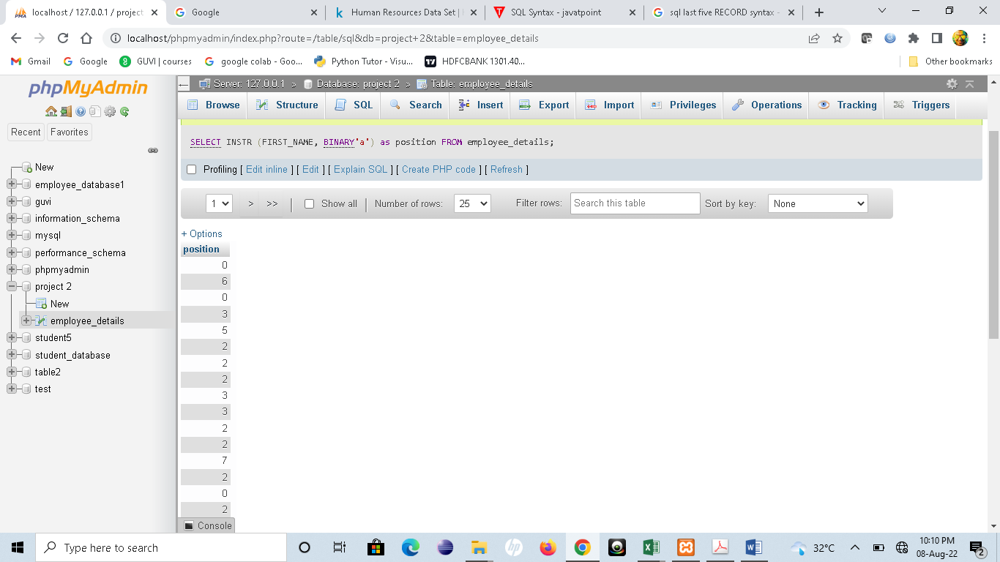 localhost / 127.0.0.1 / project
Google
Human Resources Data Set |
SQL Syntax - javatpoint
sql last five RECORD syntax -
localhost/phpmyadmin/index.php?route=/table/sql&db=project+2&table=employee_details
Gmail
Google
GUVI | courses
google colab - Goo...
Python Tutor - Visu...
HDFCBANK 1301.40...
Other bookmarks
phpMyAdmin
Recent
Favorites
New
employee_database1
guvi
information_schema
mysql
performance_schema
phpmyadmin
project 2
New
employee_details
student5
student_database
table2
test
Server: 127.0.0.1 » Database: project 2 » Table: employee_details
Browse
Structure
SQL
Search
Insert
Export
Import
Privileges
Operations
Tracking
Triggers
SELECT INSTR (FIRST_NAME, BINARY'a') as position FROM employee_details;
Profiling [ Edit inline ] [ Edit ] [ Explain SQL ] [ Create PHP code ] [ Refresh ]
1 > >> | Show all | Number of rows: 25 Filter rows: Search this table Sort by key: None
+ Options
position
0
6
0
3
5
2
2
2
3
3
2
2
7
2
0
2
Console
Type here to search
32°C
10:10 PM
08-Aug-22
2